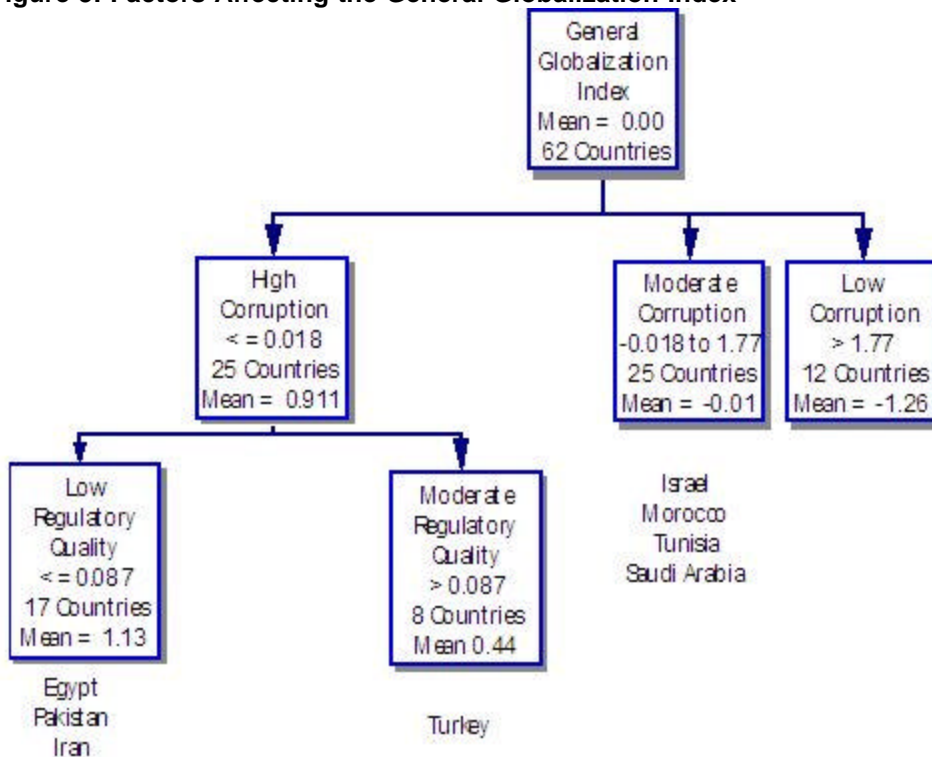 Figure 3: Factors Affecting the General Globalization Index
General
Globalization
Index
Mean = 0.00
62 Countries
Hgh
Corruption
< = 0.018
25 Countries
Mean = 0.911
Moderate
Corruption
-0.018 to 1.77
25 Countries
Mean = -0.01
Low
Corruption
> 1.77
12 Countries
Mean = -1.26
Low
Regulatory
Quality
< = 0.087
17 Countries
Mean = 1.13
Moderate
Regulatory
Quality
> 0.087
8 Countries
Mean 0.44
Israel
Morocco
Tunisia
Saudi Arabia
Egypt
Pakistan
Iran
Turkey